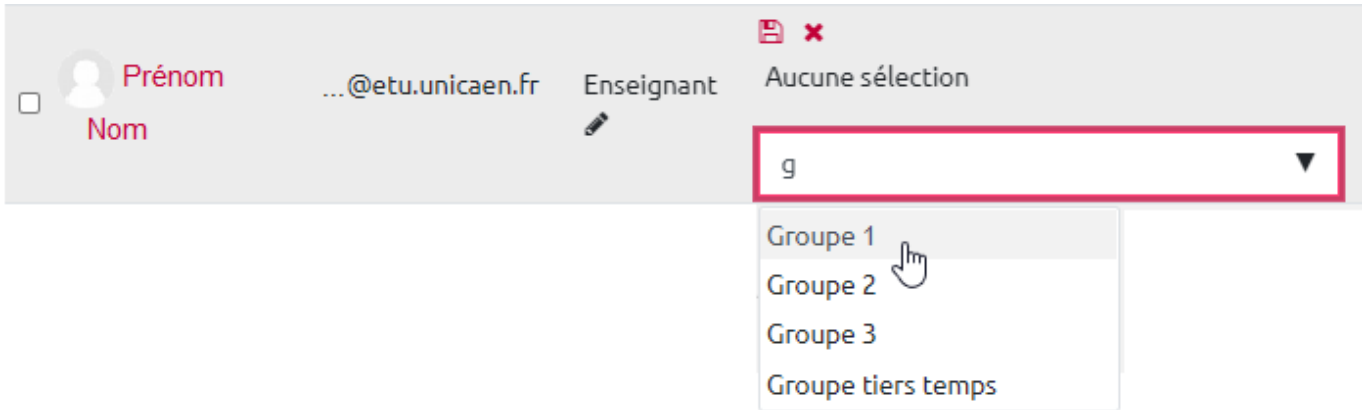 Prénom
Nom
...@etu.unicaen.fr
Enseignant
Aucune sélection
g
Groupe 1
Groupe 2
Groupe 3
Groupe tiers temps